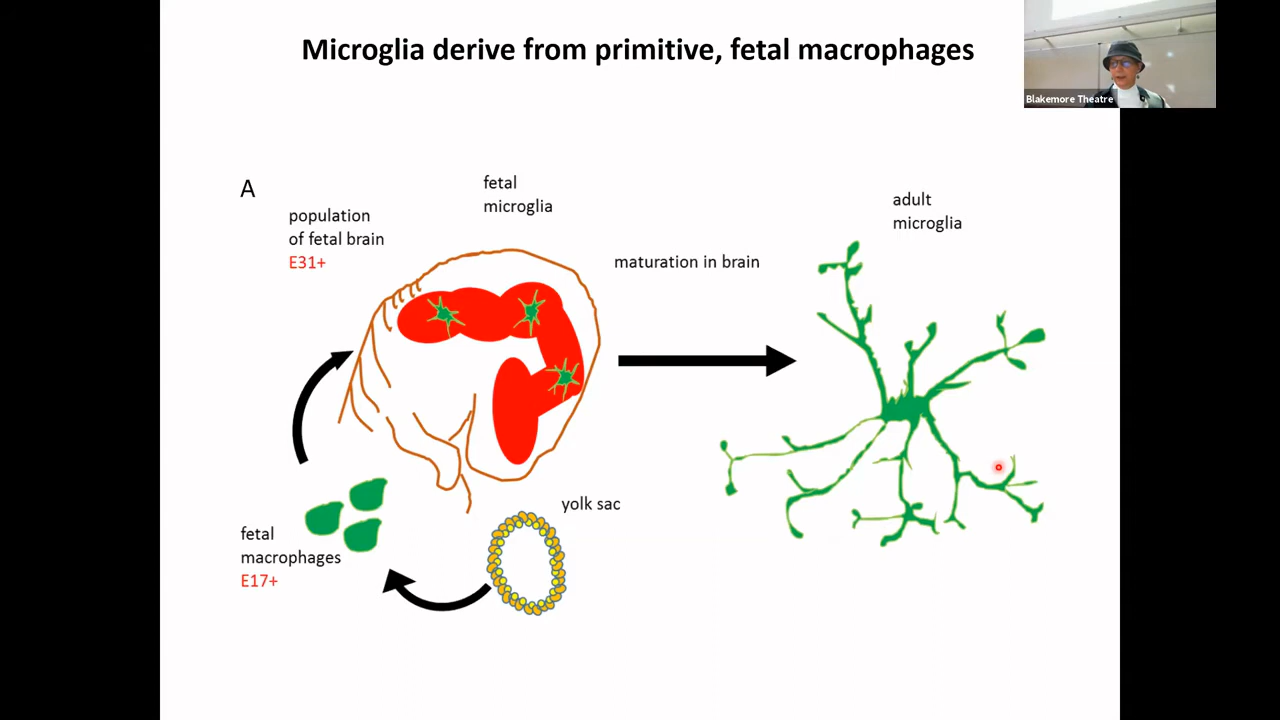 Microglia derive from primitive, fetal macrophages
Blakemore Theatre
A
fetal
microglia
population
of fetal brain
E31+
adult
microglia
maturation in brain
yolk sac
fetal
macrophages
E17+